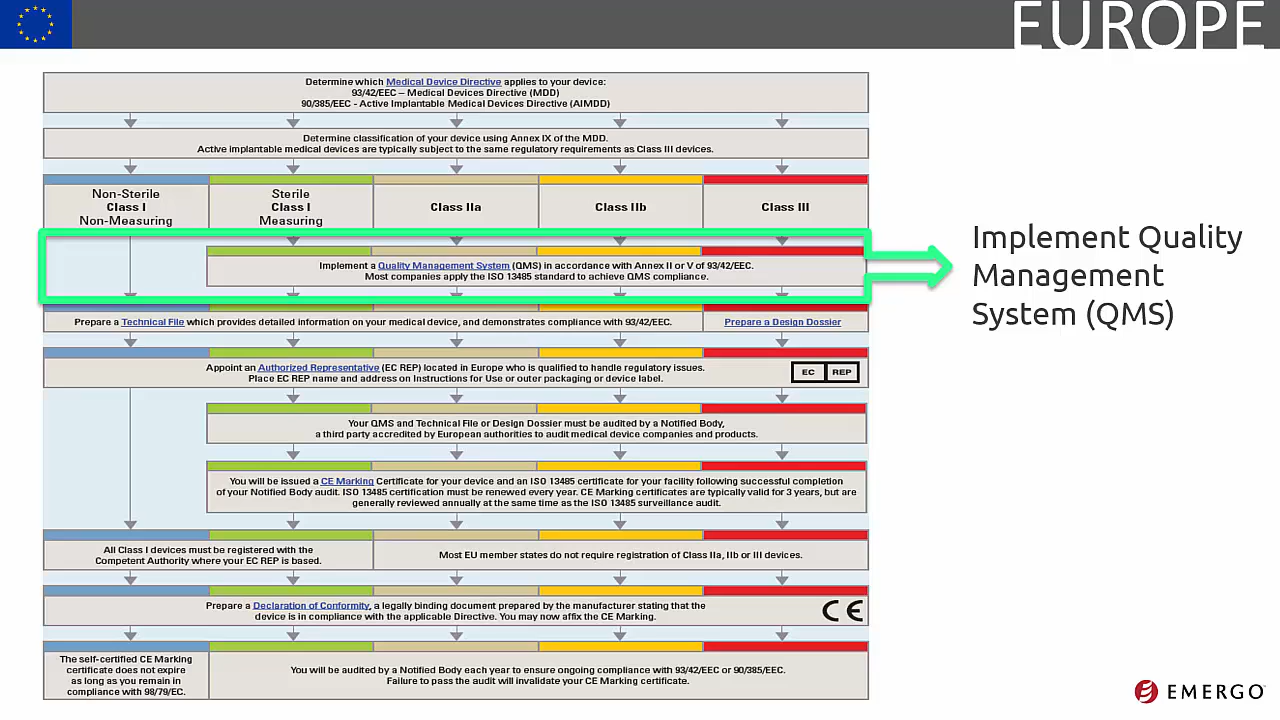 EUROPE
Determine which Medical Device Directive applies to your device:
93/42/EEC – Medical Devices Directive (MDD)
90/385/EEC - Active Implantable Medical Devices Directive (AIMDD)
Determine classification of your device using Annex IX of the MDD.
Active implantable medical devices are typically subject to the same regulatory requirements as Class III devices.
Non-Sterile
Class I
Non-Measuring
Sterile
Class I
Measuring
Class IIa
Class IIb
Class III
Implement a Quality Management System (QMS) in accordance with Annex II or V of 93/42/EEC.
Most companies apply the ISO 13485 standard to achieve QMS compliance.
Implement Quality
Management
System (QMS)
Prepare a Technical File which provides detailed information on your medical device, and demonstrates compliance with 93/42/EEC.
Prepare a Design Dossier
Appoint an Authorized Representative (EC REP) located in Europe who is qualified to handle regulatory issues.
Place EC REP name and address on Instructions for Use or outer packaging or device label.
EC REP
Your QMS and Technical File or Design Dossier must be audited by a Notified Body,
a third party accredited by European authorities to audit medical device companies and products.
You will be issued a CE Marking Certificate for your device and an ISO 13485 certificate for your facility following successful completion
of your Notified Body audit. ISO 13485 certification must be renewed every year. CE Marking certificates are typically valid for 3 years, but are
generally reviewed annually at the same time as the ISO 13485 surveillance audit.
All Class I devices must be registered with the
Competent Authority where your EC REP is based.
Most EU member states do not require registration of Class IIa, IIb or III devices.
Prepare a Declaration of Conformity, a legally binding document prepared by the manufacturer stating that the
device is in compliance with the applicable Directive. You may now affix the CE Marking.
CE
The self-certified CE Marking
certificate does not expire
as long as you remain in
compliance with 98/79/EC.
You will be audited by a Notified Body each year to ensure ongoing compliance with 93/42/EEC or 90/385/EEC.
Failure to pass the audit will invalidate your CE Marking certificate.
EMERGO